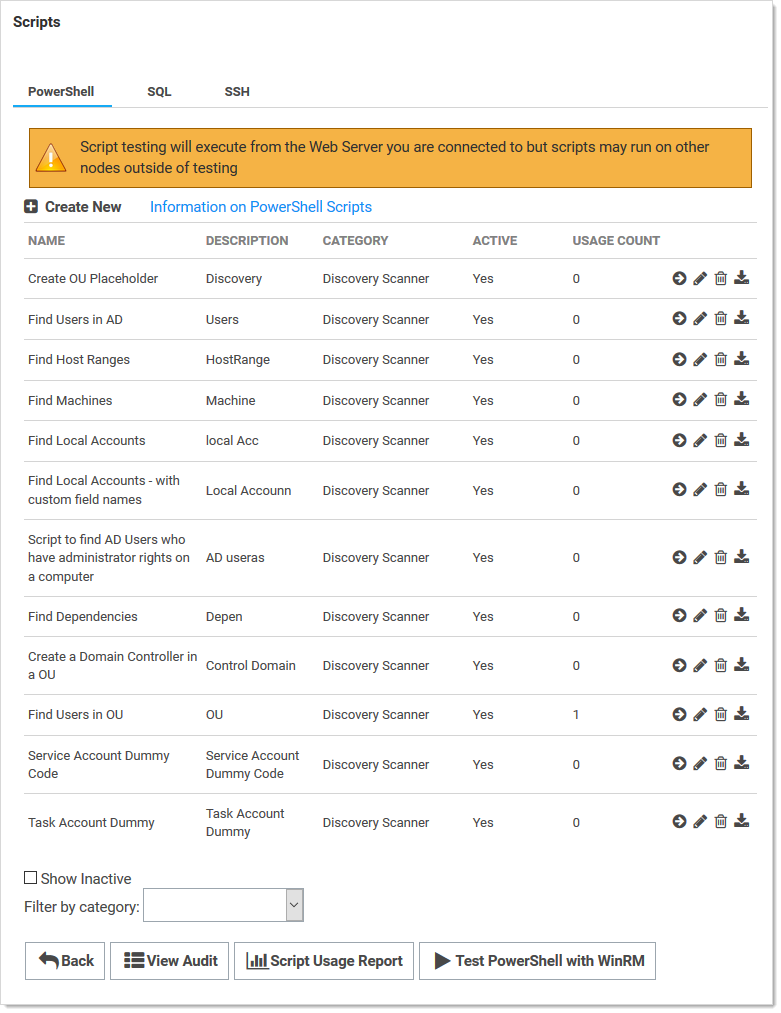 Scripts
PowerShell SQL SSH
Script testing will execute from the Web Server you are connected to but scripts may run on other
nodes outside of testing
Create New Information on PowerShell Scripts
NAME DESCRIPTION CATEGORY ACTIVE USAGE COUNT
Create OU Placeholder Discovery Discovery Scanner Yes 0
Find Users in AD Users Discovery Scanner Yes 0
Find Host Ranges HostRange Discovery Scanner Yes 0
Find Machines Machine Discovery Scanner Yes 0
Find Local Accounts local Acc Discovery Scanner Yes 0
Find Local Accounts - with
custom field names
Local Accounn Discovery Scanner Yes 0
Script to find AD Users who
have administrator rights on
a computer
AD useras Discovery Scanner Yes 0
Find Dependencies Depen Discovery Scanner Yes 0
Create a Domain Controller in
a OU
Control Domain Discovery Scanner Yes 0
Find Users in OU OU Discovery Scanner Yes 1
Service Account Dummy
Code
Service Account
Dummy Code
Discovery Scanner Yes 0
Task Account Dummy
Task Account
Dummy
Discovery Scanner Yes 0
Show Inactive
Filter by category:
Back View Audit Script Usage Report Test PowerShell with WinRM